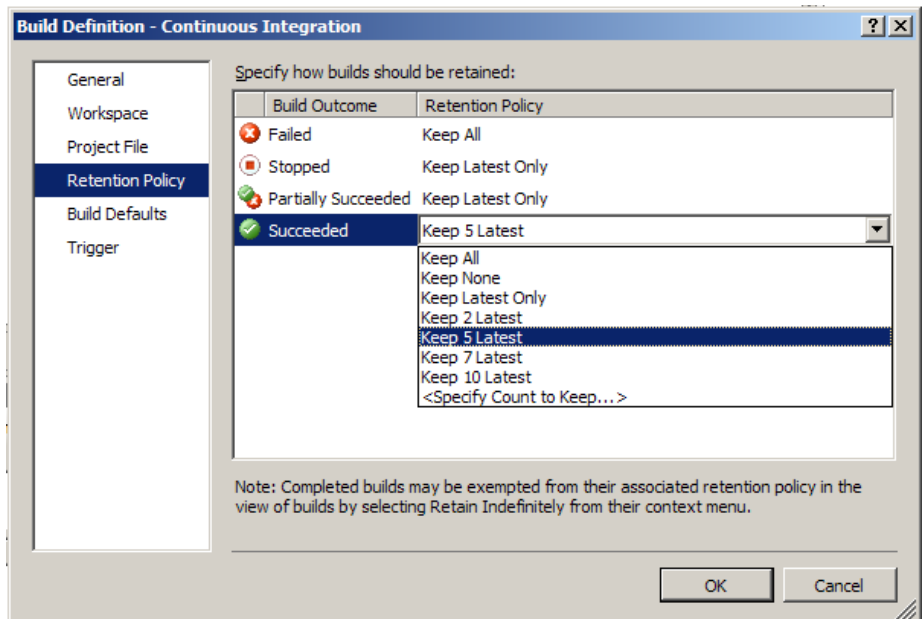 Build Definition - Continuous Integration
General
Workspace
Project File
Retention Policy
Build Defaults
Trigger
Specify how builds should be retained:
Build Outcome Retention Policy
Failed Keep All
Stopped Keep Latest Only
Partially Succeeded Keep Latest Only
Succeeded Keep 5 Latest
Keep All
Keep None
Keep Latest Only
Keep 2 Latest
Keep 5 Latest
Keep 7 Latest
Keep 10 Latest
<Specify Count to Keep...>
Note: Completed builds may be exempted from their associated retention policy in the
view of builds by selecting Retain Indefinitely from their context menu.
OK Cancel